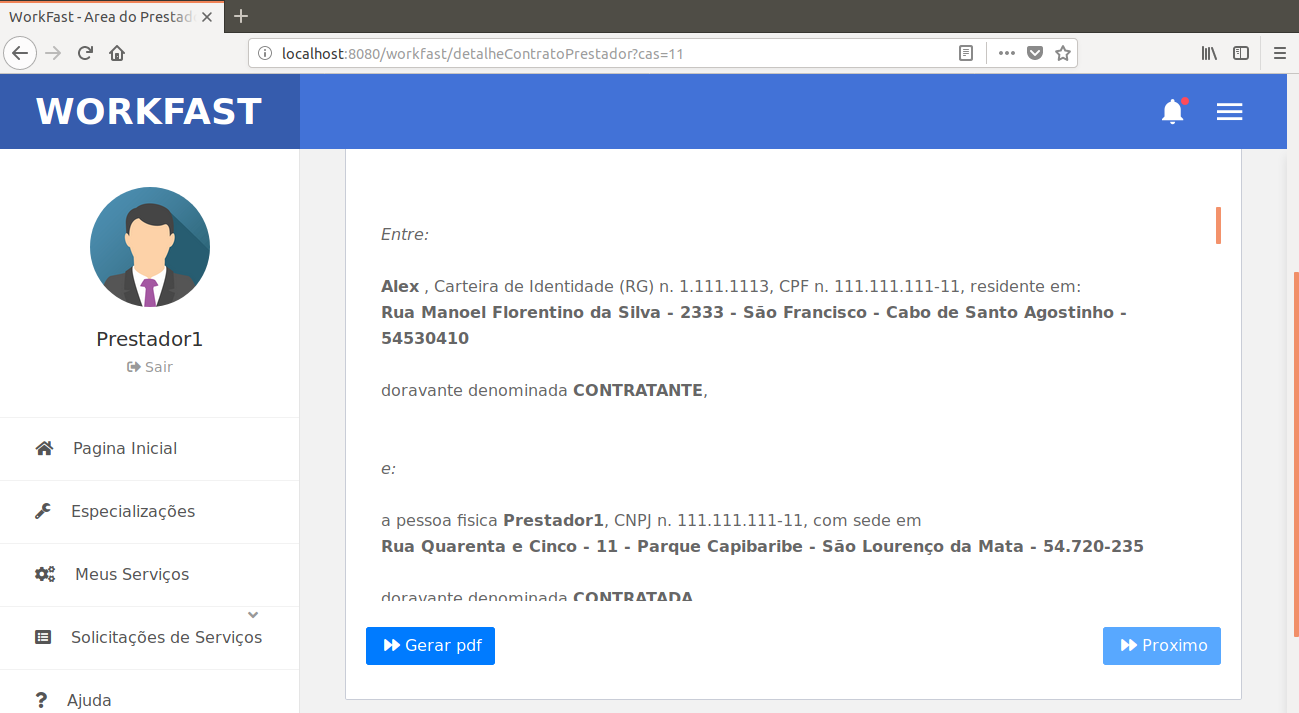 WorkFast - Area do Prestad
localhost:8080/workfast/detalheContratoPrestador?cas=11
WORKFAST
Prestador1
Sair
Pagina Inicial
Especializações
Meus Serviços
Solicitações de Serviços
Ajuda
Entre:
Alex , Carteira de Identidade (RG) n. 1.111.1113, CPF n. 111.111.111-11, residente em:
Rua Manoel Florentino da Silva - 2333 - São Francisco - Cabo de Santo Agostinho -
54530410
doravante denominada CONTRATANTE,
e:
a pessoa fisica Prestador1, CNPJ n. 111.111.111-11, com sede em
Rua Quarenta e Cinco - 11 - Parque Capibaribe - São Lourenço da Mata - 54.720-235
doravante denominada CONTRATADA
Gerar pdf
Proximo